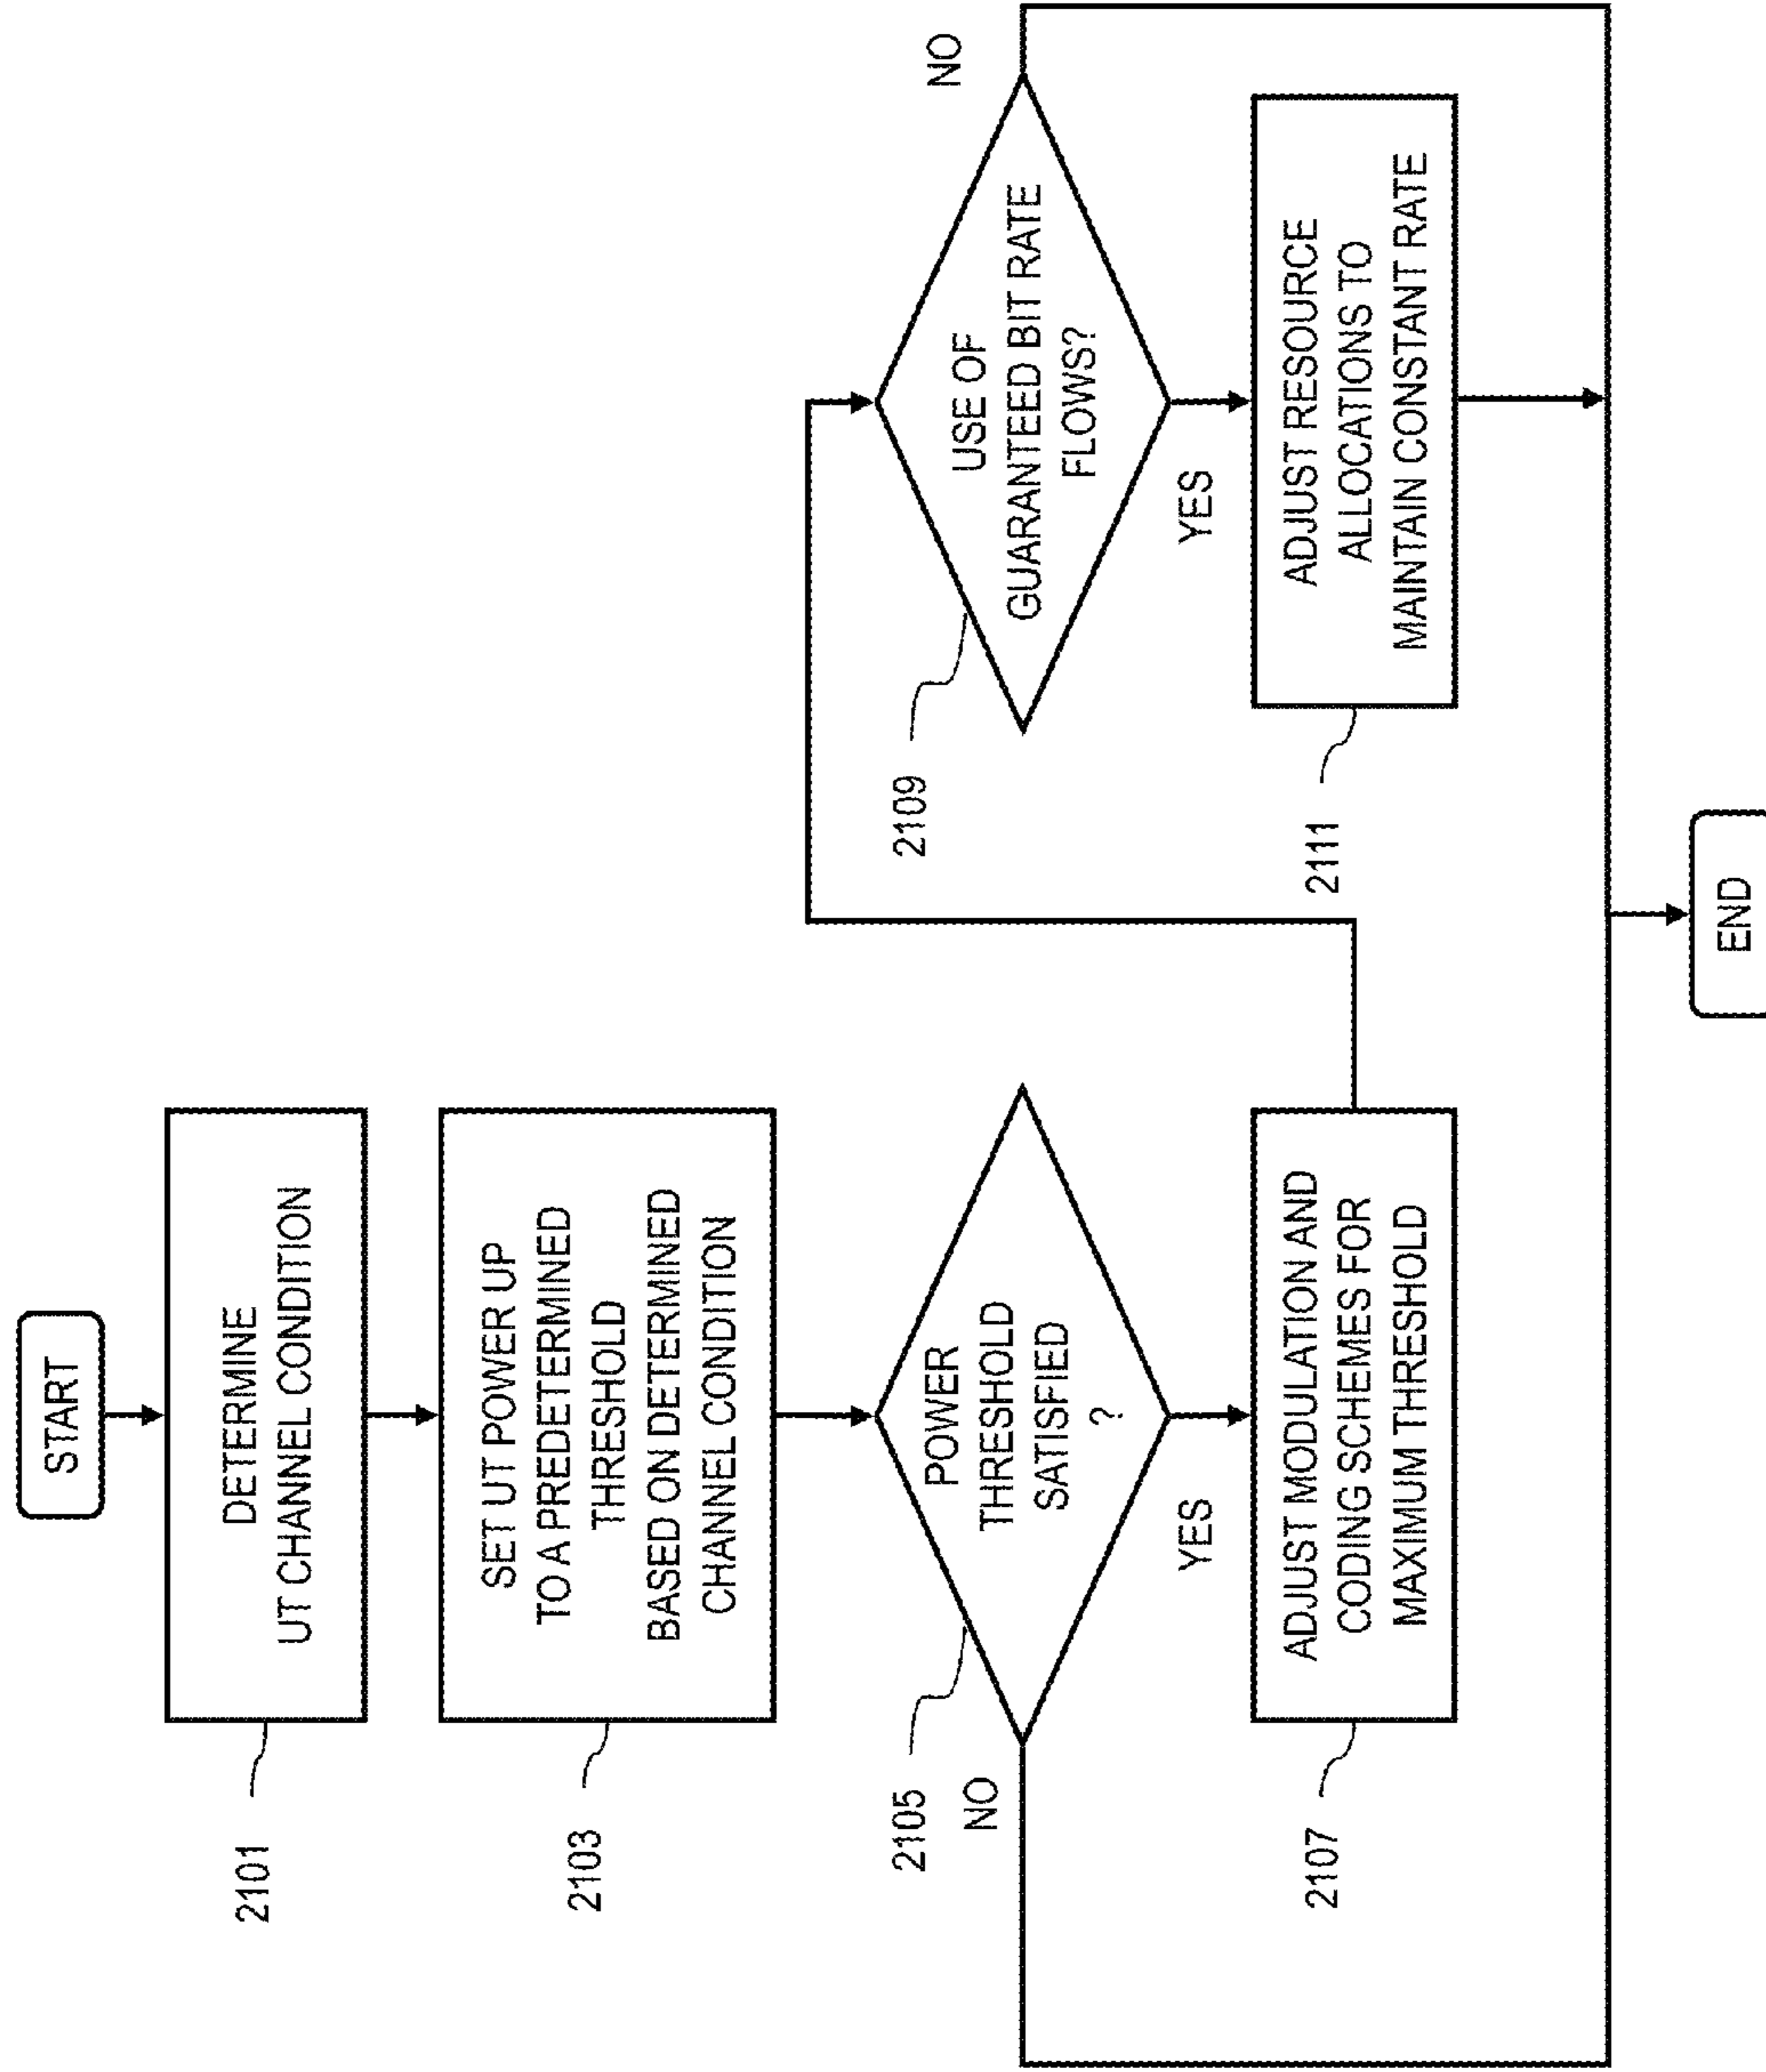 START
DETERMINE
UT CHANNEL CONDITION
2101
SET UT POWER UP
TO A PREDETERMINED
THRESHOLD
BASED ON DETERMINED
CHANNEL CONDITION
2103
POWER
THRESHOLD
SATISFIED
?
2105
NO
YES
ADJUST MODULATION AND
CODING SCHEMES FOR
MAXIMUM THRESHOLD
2107
USE OF
GUARANTEED BIT RATE
FLOWS?
2109
NO
YES
ADJUST RESOURCE
ALLOCATIONS TO
MAINTAIN CONSTANT RATE
2111
END